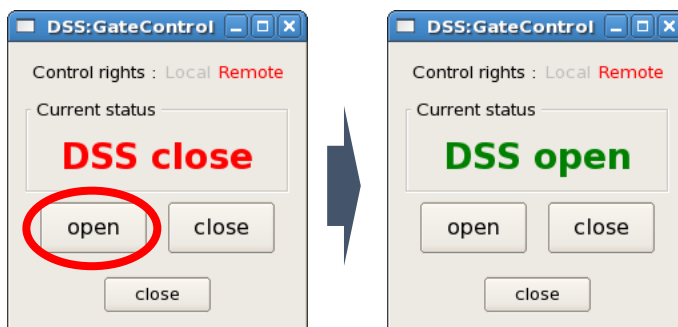 DSS:GateControl
Control rights : Local Remote
Current status
DSS close
open close
close
DSS:GateControl
Control rights : Local Remote
Current status
DSS open
open close
close